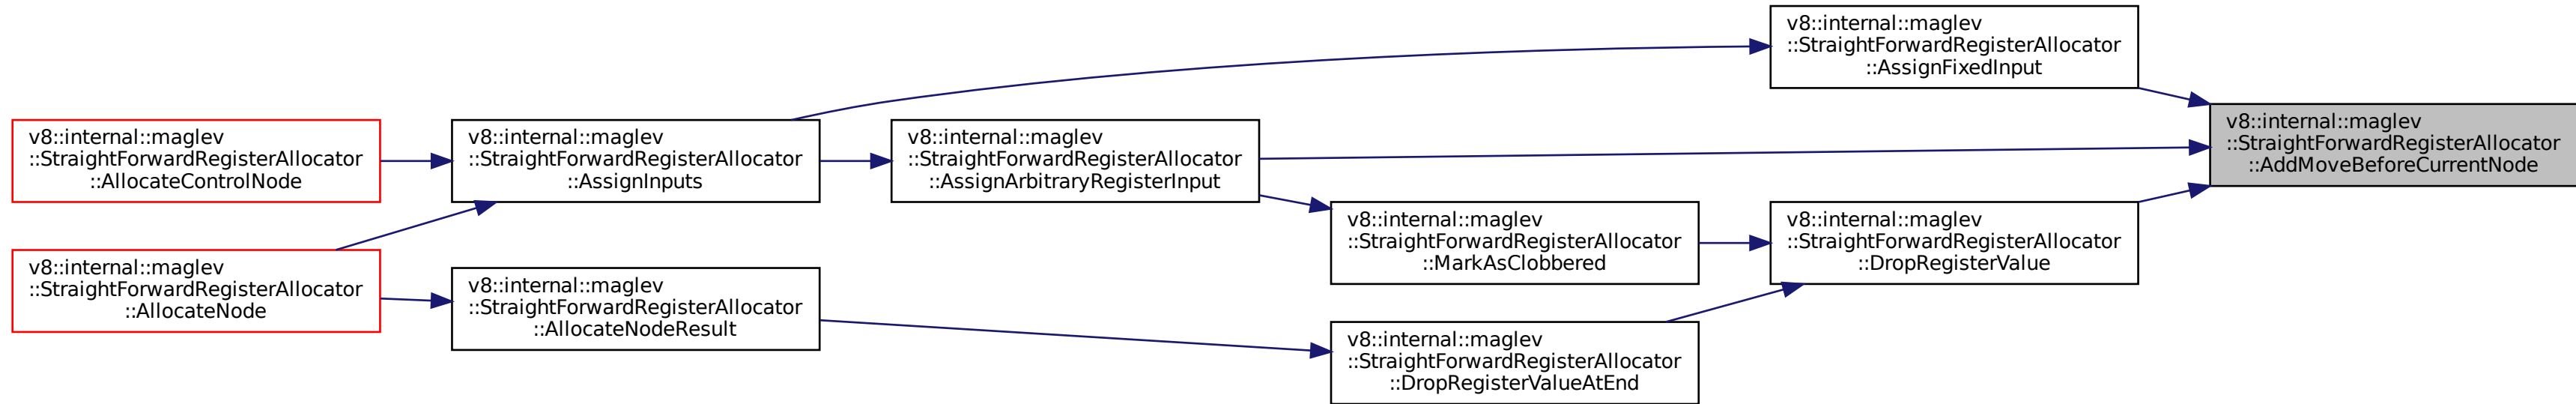 v8::internal::maglev
::StraightForwardRegisterAllocator
::AllocateControlNode
v8::internal::maglev
::StraightForwardRegisterAllocator
::AllocateNode
v8::internal::maglev
::StraightForwardRegisterAllocator
::AssignInputs
v8::internal::maglev
::StraightForwardRegisterAllocator
::AllocateNodeResult
v8::internal::maglev
::StraightForwardRegisterAllocator
::AssignArbitraryRegisterInput
v8::internal::maglev
::StraightForwardRegisterAllocator
::MarkAsClobbered
v8::internal::maglev
::StraightForwardRegisterAllocator
::DropRegisterValueAtEnd
v8::internal::maglev
::StraightForwardRegisterAllocator
::AssignFixedInput
v8::internal::maglev
::StraightForwardRegisterAllocator
::DropRegisterValue
v8::internal::maglev
::StraightForwardRegisterAllocator
::AddMoveBeforeCurrentNode